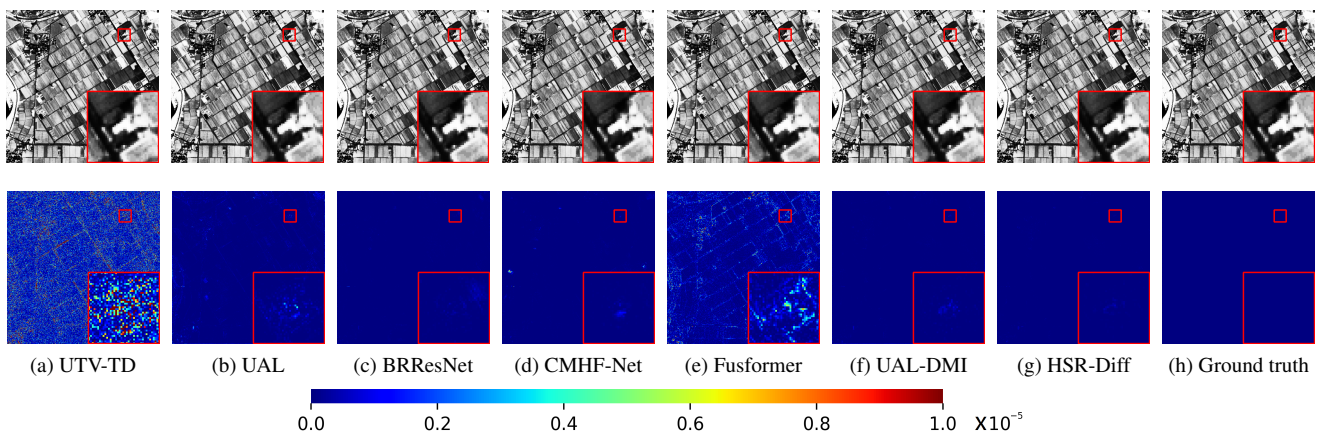 (a) UTV-TD (b) UAL (c) BRResNet (d) CMHF-Net (e) Fusformer (f) UAL-DMI (g) HSR-Diff (h) Ground truth
0.0 0.2 0.4 0.6 0.8 1.0 X10⁻⁵